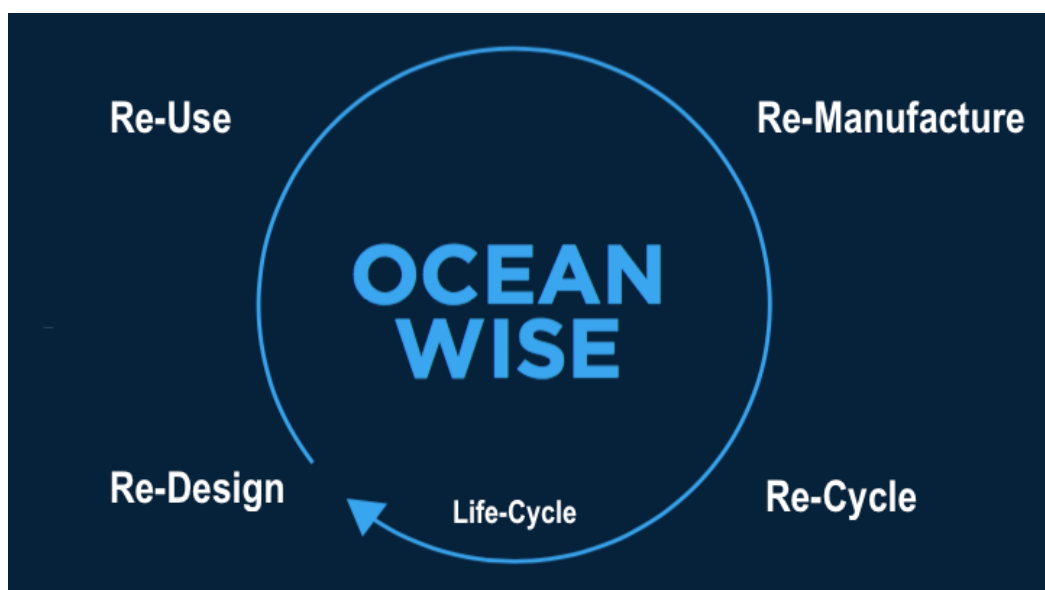 Re-Use
Re-Manufacture
OCEAN
WISE
Re-Design
Life-Cycle
Re-Cycle